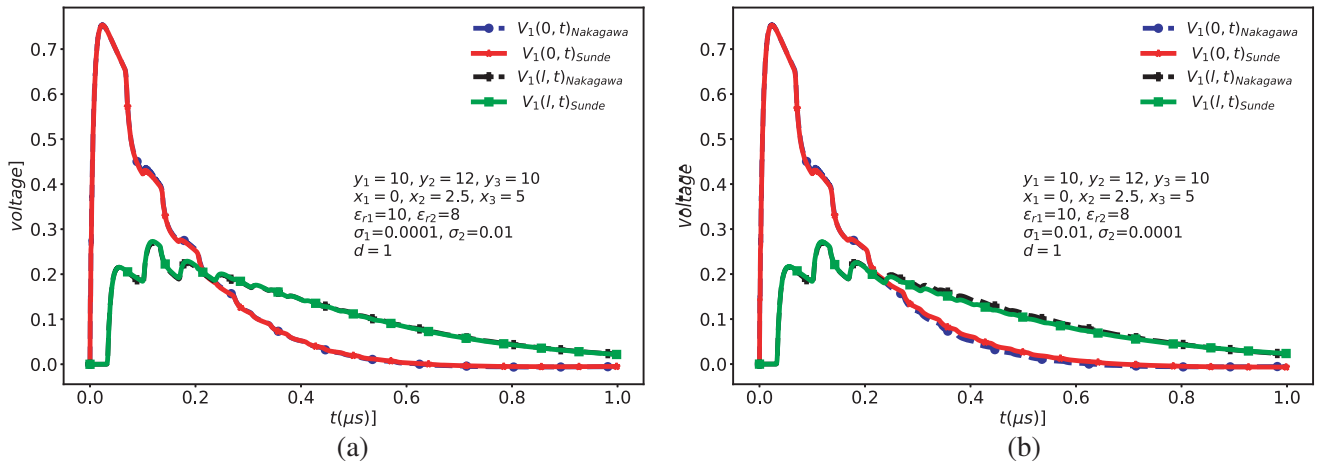 V₁(0, t)Nakagawa
V₁(0, t)Sunde
V₁(l, t)Nakagawa
V₁(l, t)Sunde
y₁ = 10, y₂ = 12, y₃ = 10
x₁ = 0, x₂ = 2.5, x₃ = 5
εr1=10, εr2=8
σ₁=0.0001, σ₂=0.01
d = 1
voltage]
0.7
0.6
0.5
0.4
0.3
0.2
0.1
0.0
0.0 0.2 0.4 0.6 0.8 1.0
t(μs)]
(a)
V₁(0, t)Nakagawa
V₁(0, t)Sunde
V₁(l, t)Nakagawa
V₁(l, t)Sunde
y₁ = 10, y₂ = 12, y₃ = 10
x₁ = 0, x₂ = 2.5, x₃ = 5
εr1=10, εr2=8
σ₁=0.01, σ₂=0.0001
d = 1
voltage
0.7
0.6
0.5
0.4
0.3
0.2
0.1
0.0
0.0 0.2 0.4 0.6 0.8 1.0
t(μs)]
(b)